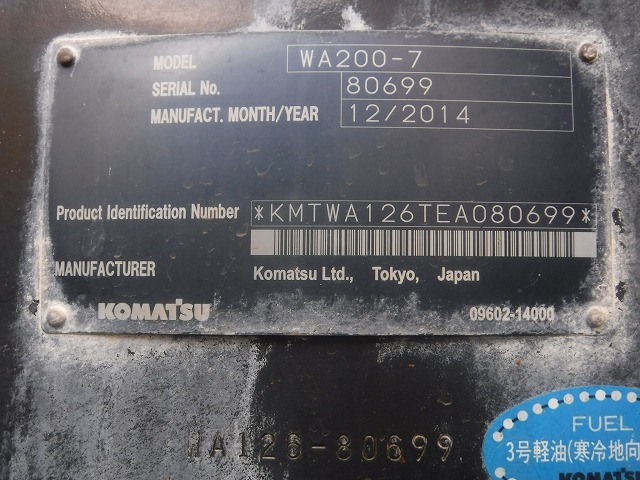 MODEL WA200-7
SERIAL No. 80699
MANUFACT. MONTH/YEAR 12/2014
Product Identification Number *KMTWA126TEA080699*
MANUFACTURER Komatsu Ltd., Tokyo, Japan
KOMATSU 09602-14000
WA126-80699
FUEL
3号軽油(寒冷地向
KOMATSU